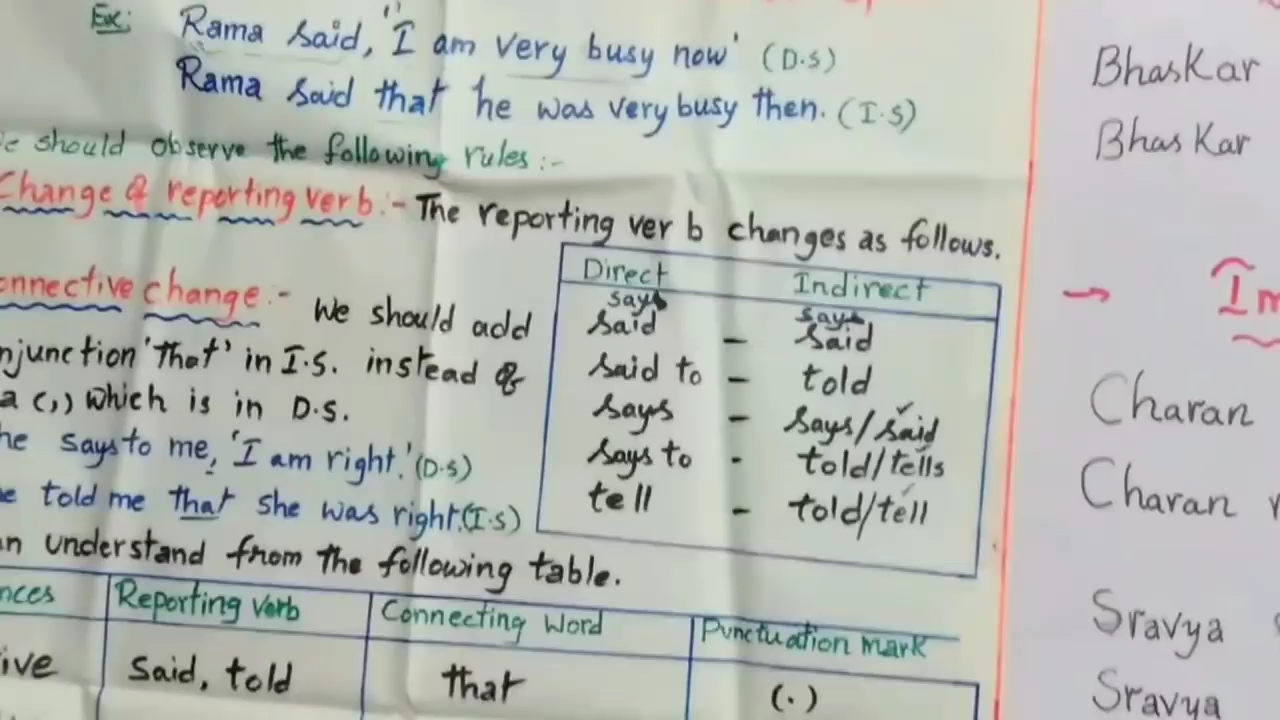 Ex: Rama said, "I am very busy now' (D.S)
Rama said that he was very busy then. (I.S)
e should observe the following rules:-
Change of reporting verb:- The reporting verb changes as follows.
Direct Indirect
says says
said - said
said to - told
says - says/said
says to - told/tells
tell - told/tell
onnective change:- We should add
njunction 'that' in I.S. instead of
a (,) which is in D.S.
he says to me, 'I am right.' (D.S)
e told me that she was right. (I.S)
n understand from the following table.
nces Reporting Verb Connecting Word Punctuation mark
ive Said, told that (.)
BhasKar
BhasKar
→ Im
Charan
Charan
Sravya
Sravya